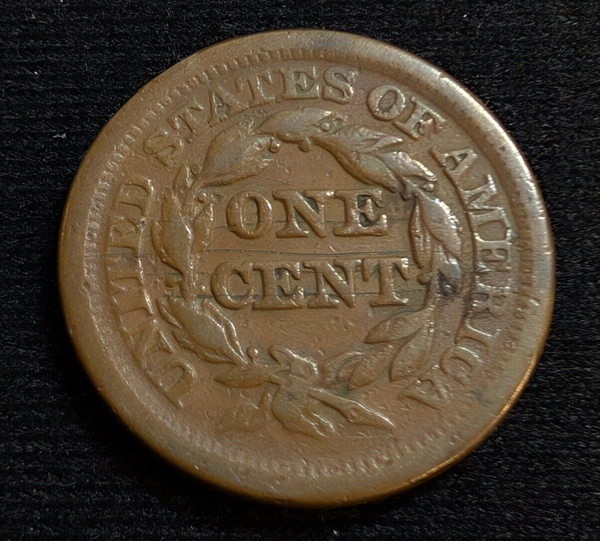 UNITED STATES OF AMERICA
ONE
CENT